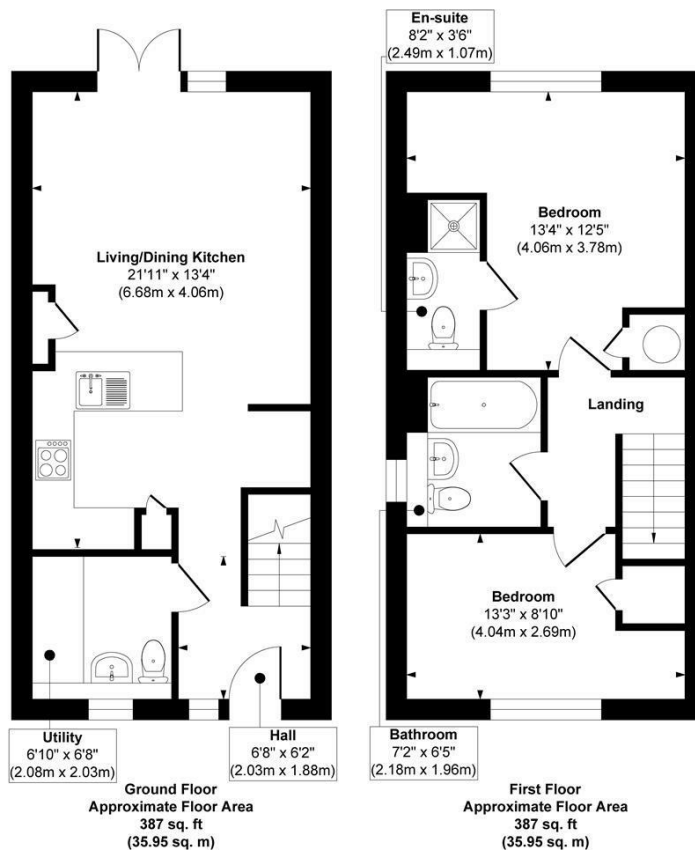 En-suite
8'2" x 3'6"
(2.49m x 1.07m)
Living/Dining Kitchen
21'11" x 13'4"
(6.68m x 4.06m)
Bedroom
13'4" x 12'5"
(4.06m x 3.78m)
Landing
Bedroom
13'3" x 8'10"
(4.04m x 2.69m)
Utility
6'10" x 6'8"
(2.08m x 2.03m)
Hall
6'8" x 6'2"
(2.03m x 1.88m)
Bathroom
7'2" x 6'5"
(2.18m x 1.96m)
Ground Floor
Approximate Floor Area
387 sq. ft
(35.95 sq. m)
First Floor
Approximate Floor Area
387 sq. ft
(35.95 sq. m)